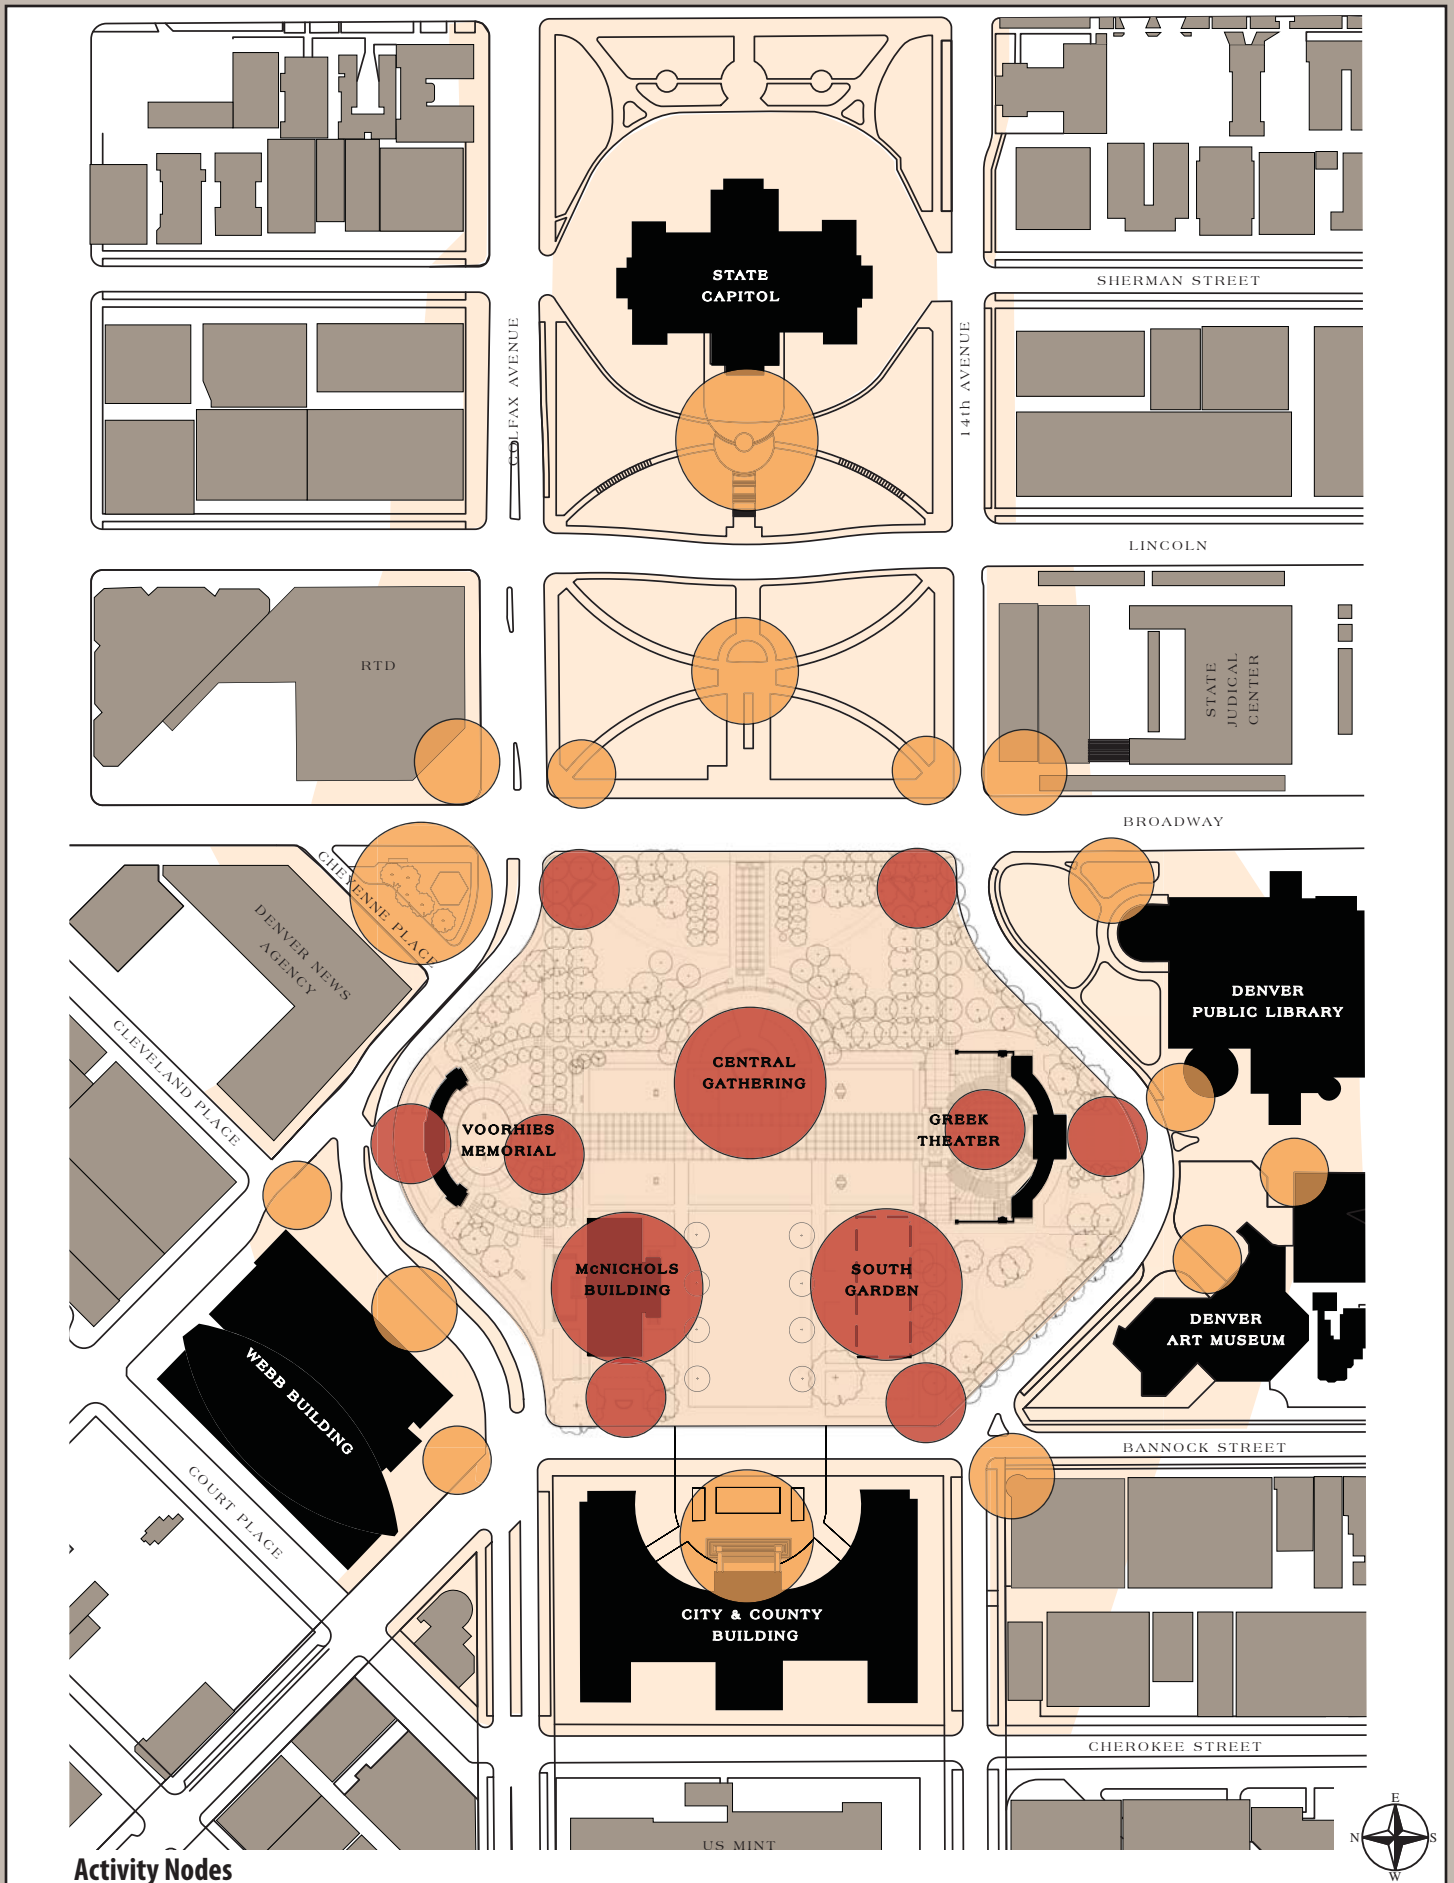 STATE
CAPITOL
SHERMAN STREET
COLFAX AVENUE
14th AVENUE
LINCOLN
RTD
STATE
JUDICAL
CENTER
BROADWAY
CHEYENNE PLACE
DENVER NEWS
AGENCY
DENVER
PUBLIC LIBRARY
CLEVELAND PLACE
CENTRAL
GATHERING
VOORHIES
MEMORIAL
GREEK
THEATER
McNICHOLS
BUILDING
SOUTH
GARDEN
DENVER
ART MUSEUM
WEBB BUILDING
BANNOCK STREET
COURT PLACE
CITY & COUNTY
BUILDING
CHEROKEE STREET
US MINT
E
N
S
W
Activity Nodes